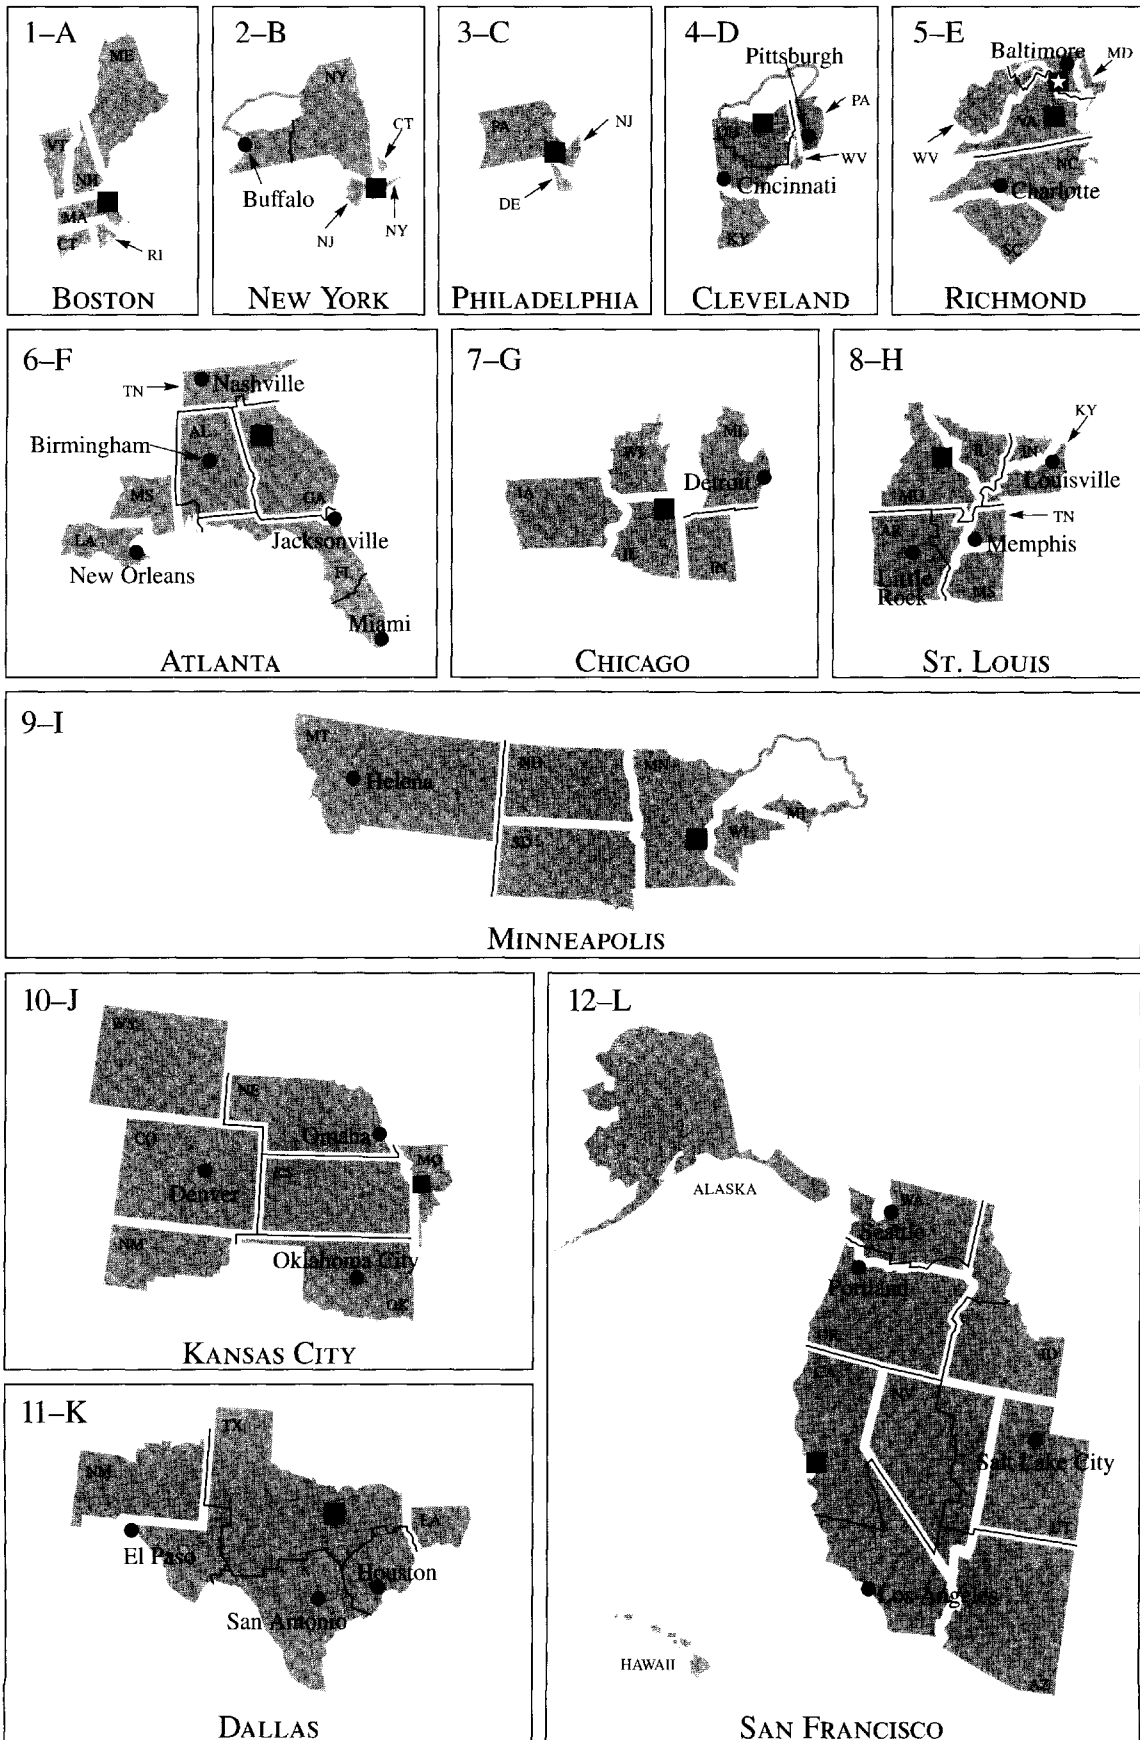 1–A
ME
VT
NH
MA
CT
RI
BOSTON
2–B
NY
CT
Buffalo
NJ
NY
NEW YORK
3–C
PA
NJ
DE
PHILADELPHIA
4–D
Pittsburgh
PA
OH
WV
Cincinnati
KY
CLEVELAND
5–E
Baltimore
MD
VA
WV
NC
Charlotte
SC
RICHMOND
6–F
TN
Nashville
AL
Birmingham
MS
GA
LA
Jacksonville
New Orleans
FL
Miami
ATLANTA
7–G
WI
MI
Detroit
IA
IL
IN
CHICAGO
8–H
KY
IL
IN
Louisville
MO
TN
AR
Memphis
Little
Rock
MS
ST. LOUIS
9–I
MT
ND
MN
Helena
MI
WI
SD
MINNEAPOLIS
10–J
WY
NE
Omaha
CO
MO
KS
Denver
NM
Oklahoma City
OK
KANSAS CITY
11–K
TX
NM
LA
El Paso
Houston
San Antonio
DALLAS
12–L
ALASKA
WA
Seattle
Portland
OR
ID
CA
NV
Salt Lake City
UT
Los Angeles
HAWAII
AZ
SAN FRANCISCO